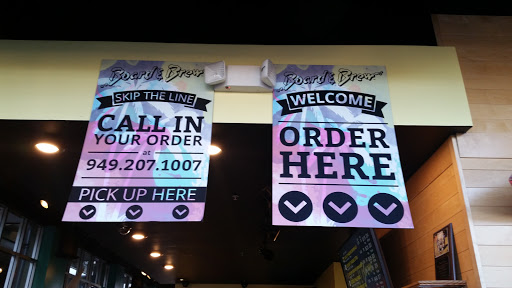 Board & Brew
SKIP THE LINE
CALL IN
YOUR ORDER
at
949.207.1007
PICK UP HERE
Board & Brew
WELCOME
ORDER
HERE